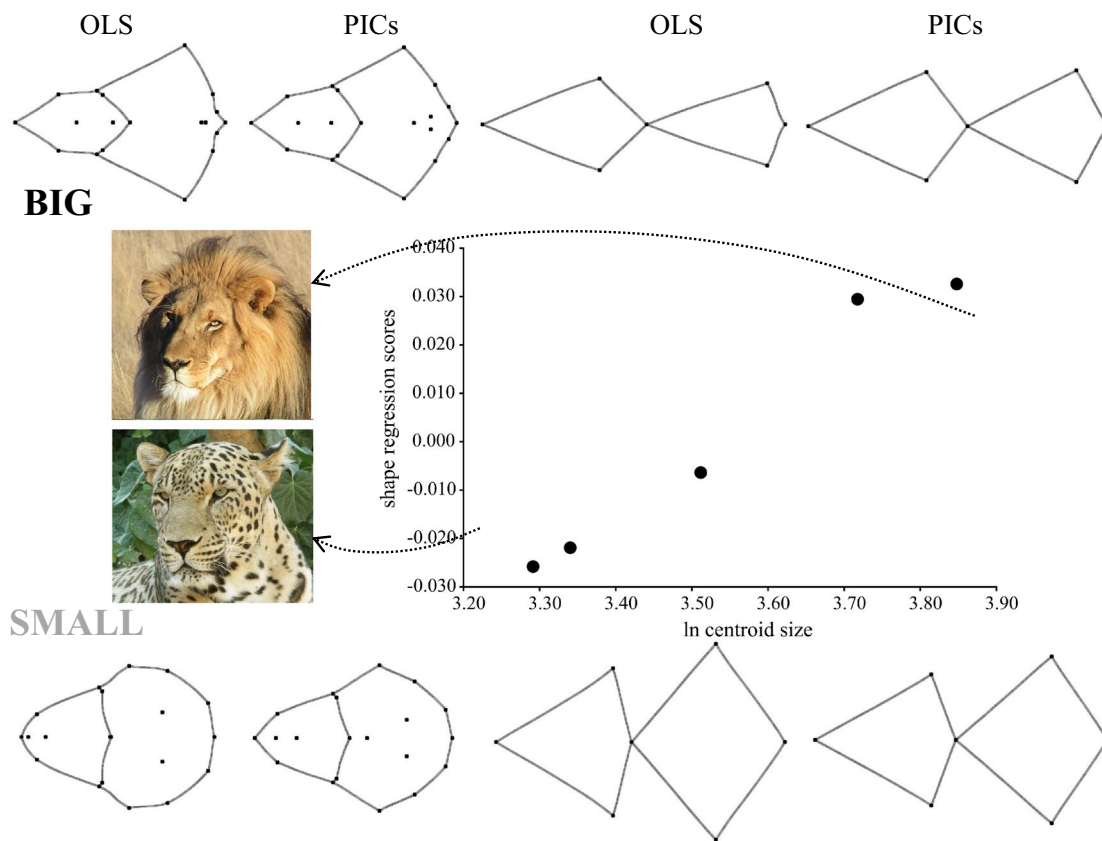 OLS PICs OLS PICs
BIG
0.040
0.030
0.020
0.010
0.000
-0.010
-0.020
-0.030
shape regression scores
3.20 3.30 3.40 3.50 3.60 3.70 3.80 3.90
ln centroid size
SMALL